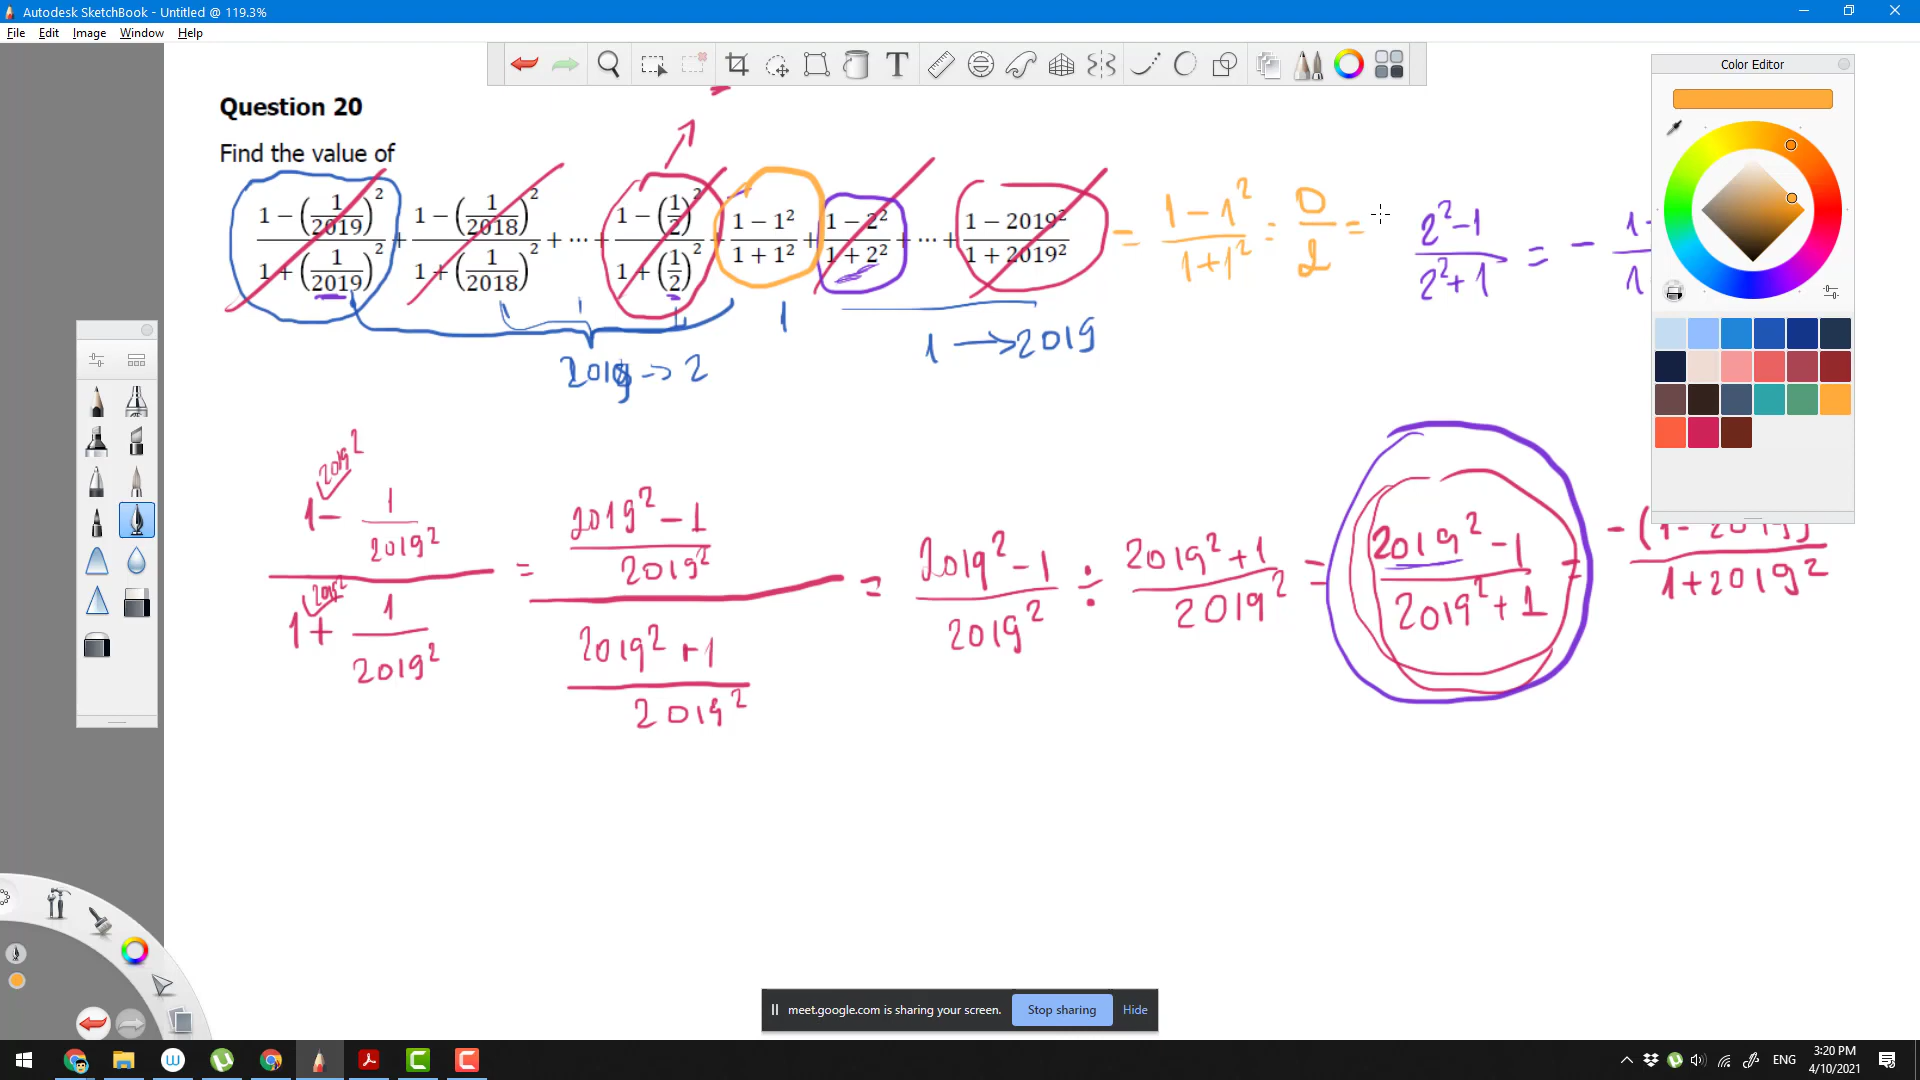 Autodesk SketchBook - Untitled @ 119.3%
File Edit Image Window Help
Color Editor
Question 20
Find the value of
1 − (1/2019)² / 1 + (1/2019)² + 1 − (1/2018)² / 1 + (1/2018)² + ··· + 1 − (1/2)² / 1 + (1/2)² + 1 − 1² / 1 + 1² + 1 − 2² / 1 + 2² + ··· + 1 − 2019² / 1 + 2019² = 1 − 1² / 1 + 1² = 0 / 2 =
2² − 1 / 2² + 1 = −
1
1 → 2019
→ 2
1 − 1 / 2019² / 1 + 1 / 2019² = 2019² − 1 / 2019² / 2019² + 1 / 2019² = 2019² − 1 / 2019² ÷ 2019² + 1 / 2019² = 2019² − 1 / 2019² + 1 = − / 1 + 2019²
2019²
2019²
meet.google.com is sharing your screen. Stop sharing Hide
ENG
3:20 PM
4/10/2021